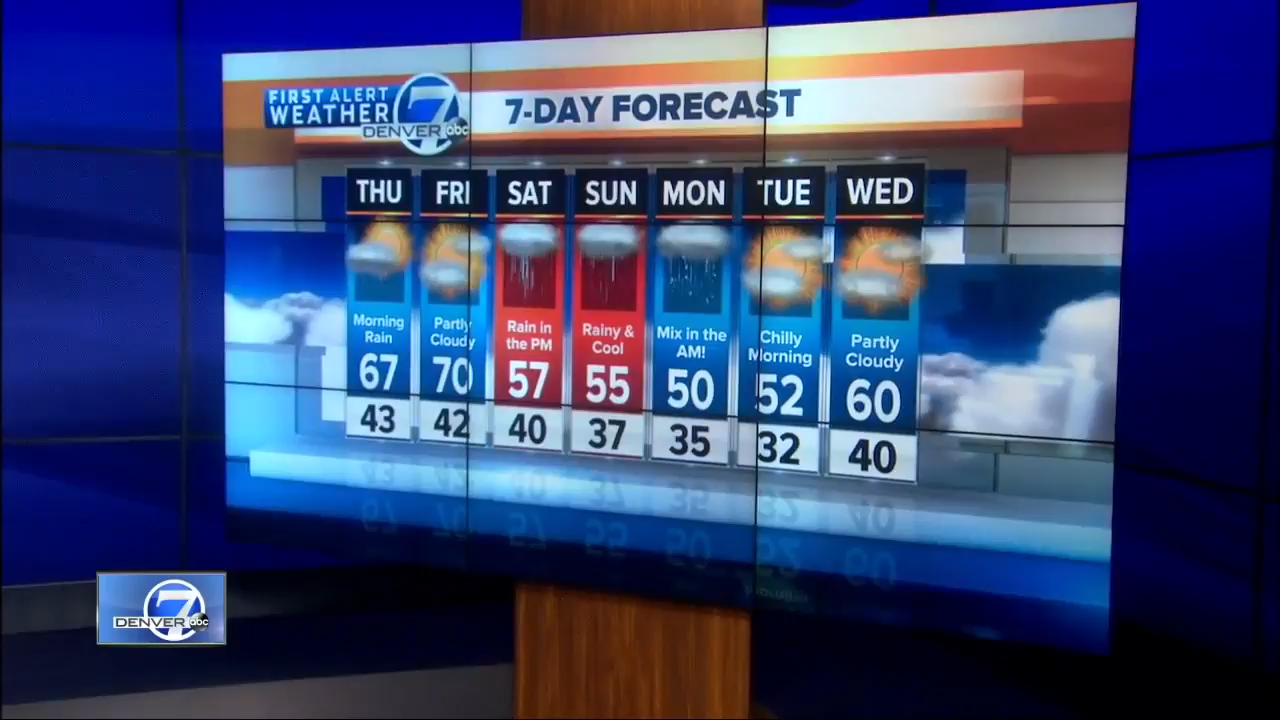 FIRST ALERT
WEATHER
7
DENVER abc
7-DAY FORECAST
THU FRI SAT SUN MON TUE WED
Morning
Rain
67
43
Partly
Cloudy
70
42
Rain in
the PM
57
40
Rainy &
Cool
55
37
Mix in the
AM!
50
35
Chilly
Morning
52
32
Partly
Cloudy
60
40
7
DENVER abc